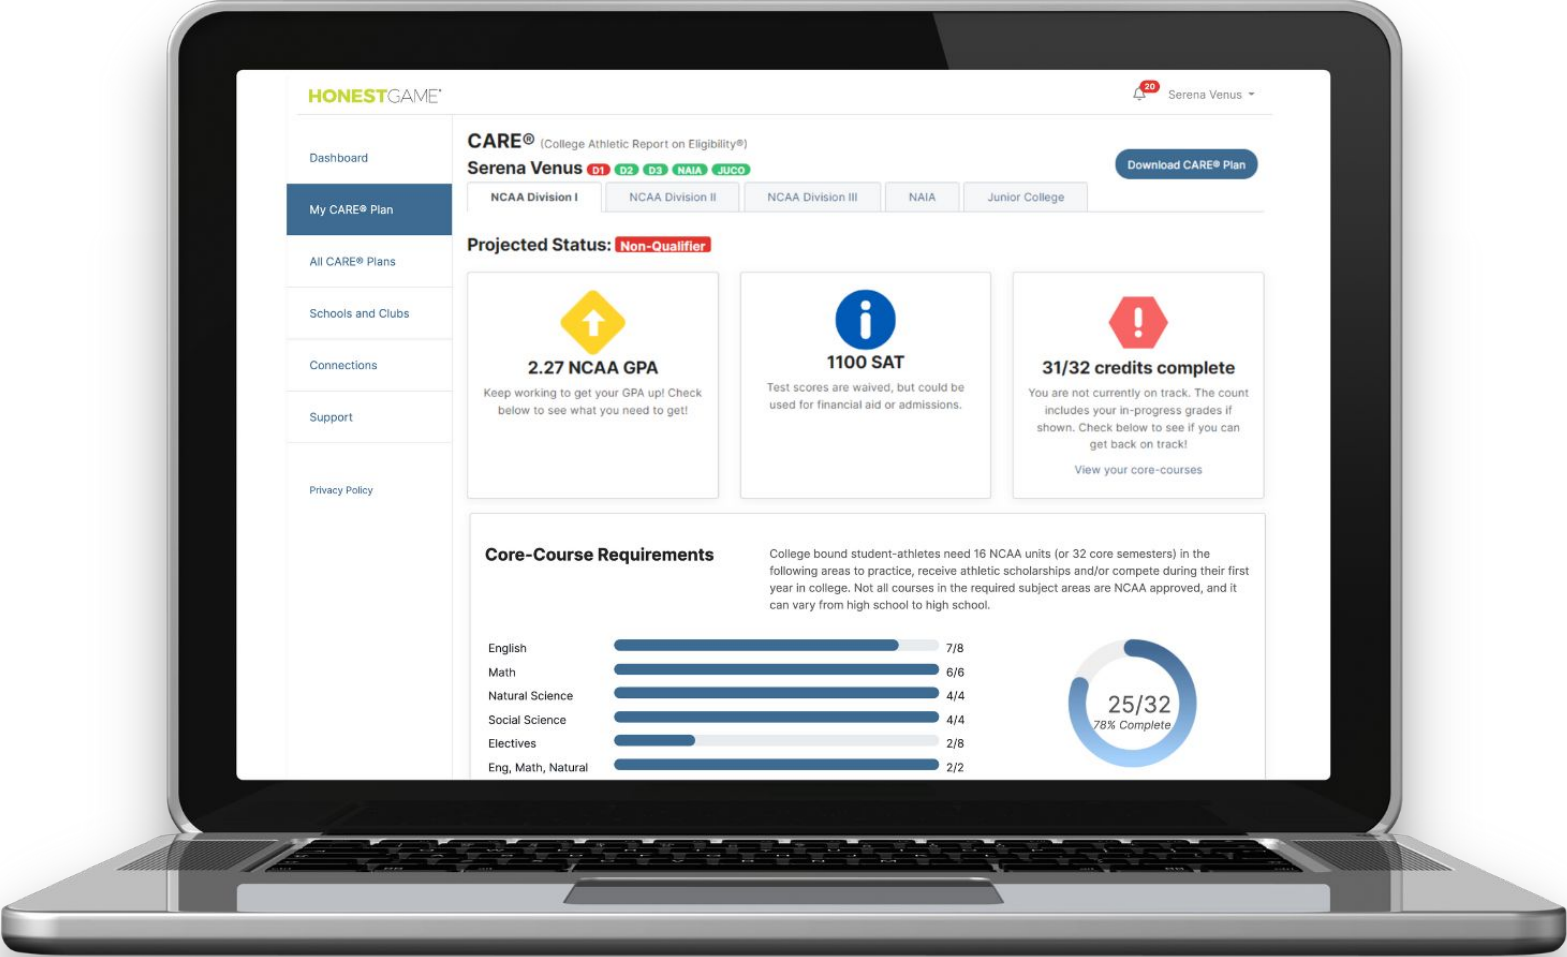 HONESTGAME
20
Serena Venus
Dashboard
My CARE® Plan
All CARE® Plans
Schools and Clubs
Connections
Support
Privacy Policy
CARE® (College Athletic Report on Eligibility®)
Serena Venus D1 D2 D3 NAIA JUCO
Download CARE® Plan
NCAA Division I NCAA Division II NCAA Division III NAIA Junior College
Projected Status: Non-Qualifier
2.27 NCAA GPA
Keep working to get your GPA up! Check
below to see what you need to get!
1100 SAT
Test scores are waived, but could be
used for financial aid or admissions.
31/32 credits complete
You are not currently on track. The count
includes your in-progress grades if
shown. Check below to see if you can
get back on track!
View your core-courses
Core-Course Requirements
College bound student-athletes need 16 NCAA units (or 32 core semesters) in the
following areas to practice, receive athletic scholarships and/or compete during their first
year in college. Not all courses in the required subject areas are NCAA approved, and it
can vary from high school to high school.
English 7/8
Math 6/6
Natural Science 4/4
Social Science 4/4
Electives 2/8
Eng, Math, Natural 2/2
25/32
78% Complete